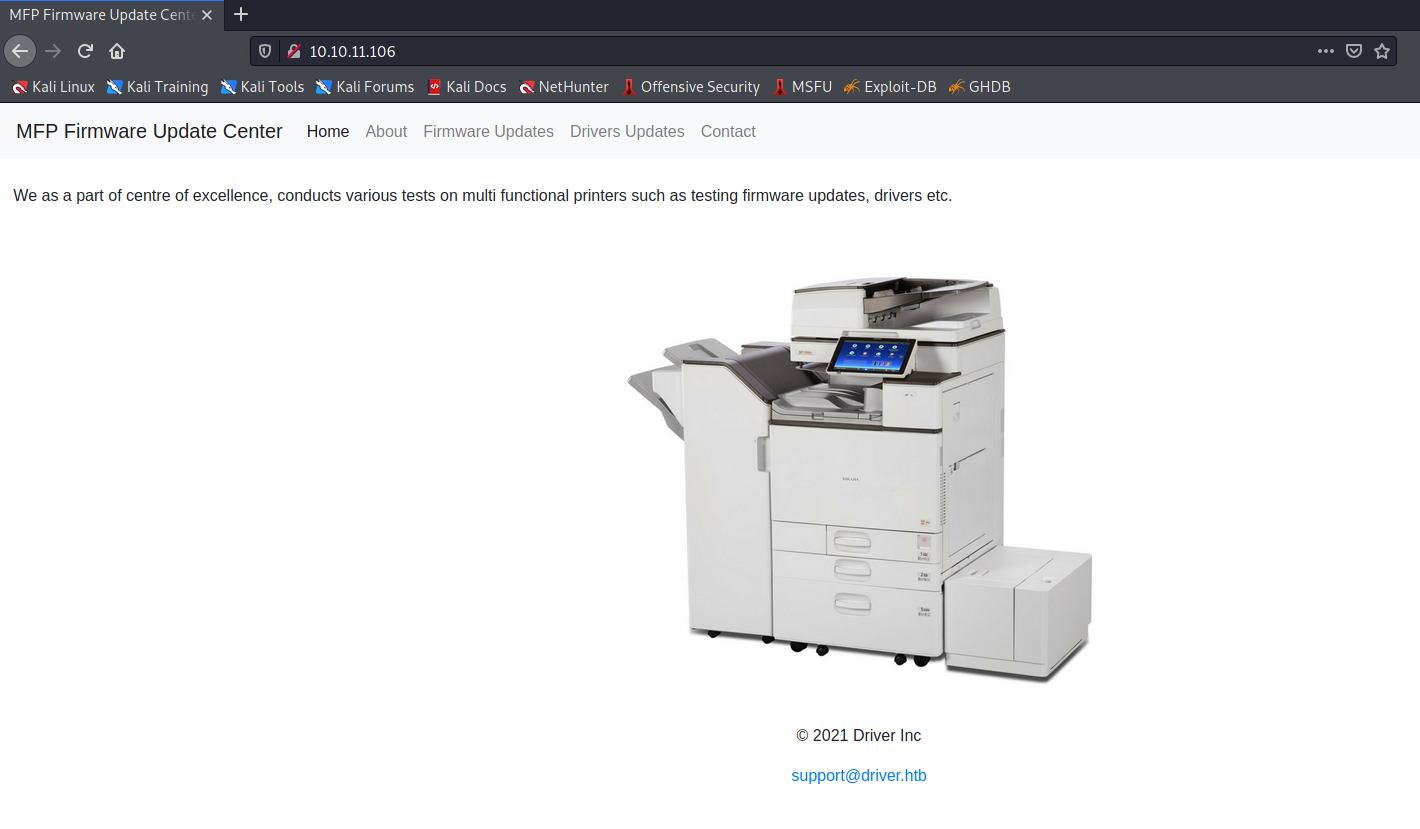 MFP Firmware Update Cent
10.10.11.106
Kali Linux Kali Training Kali Tools Kali Forums Kali Docs NetHunter Offensive Security MSFU Exploit-DB GHDB
MFP Firmware Update Center Home About Firmware Updates Drivers Updates Contact
We as a part of centre of excellence, conducts various tests on multi functional printers such as testing firmware updates, drivers etc.
© 2021 Driver Inc
support@driver.htb